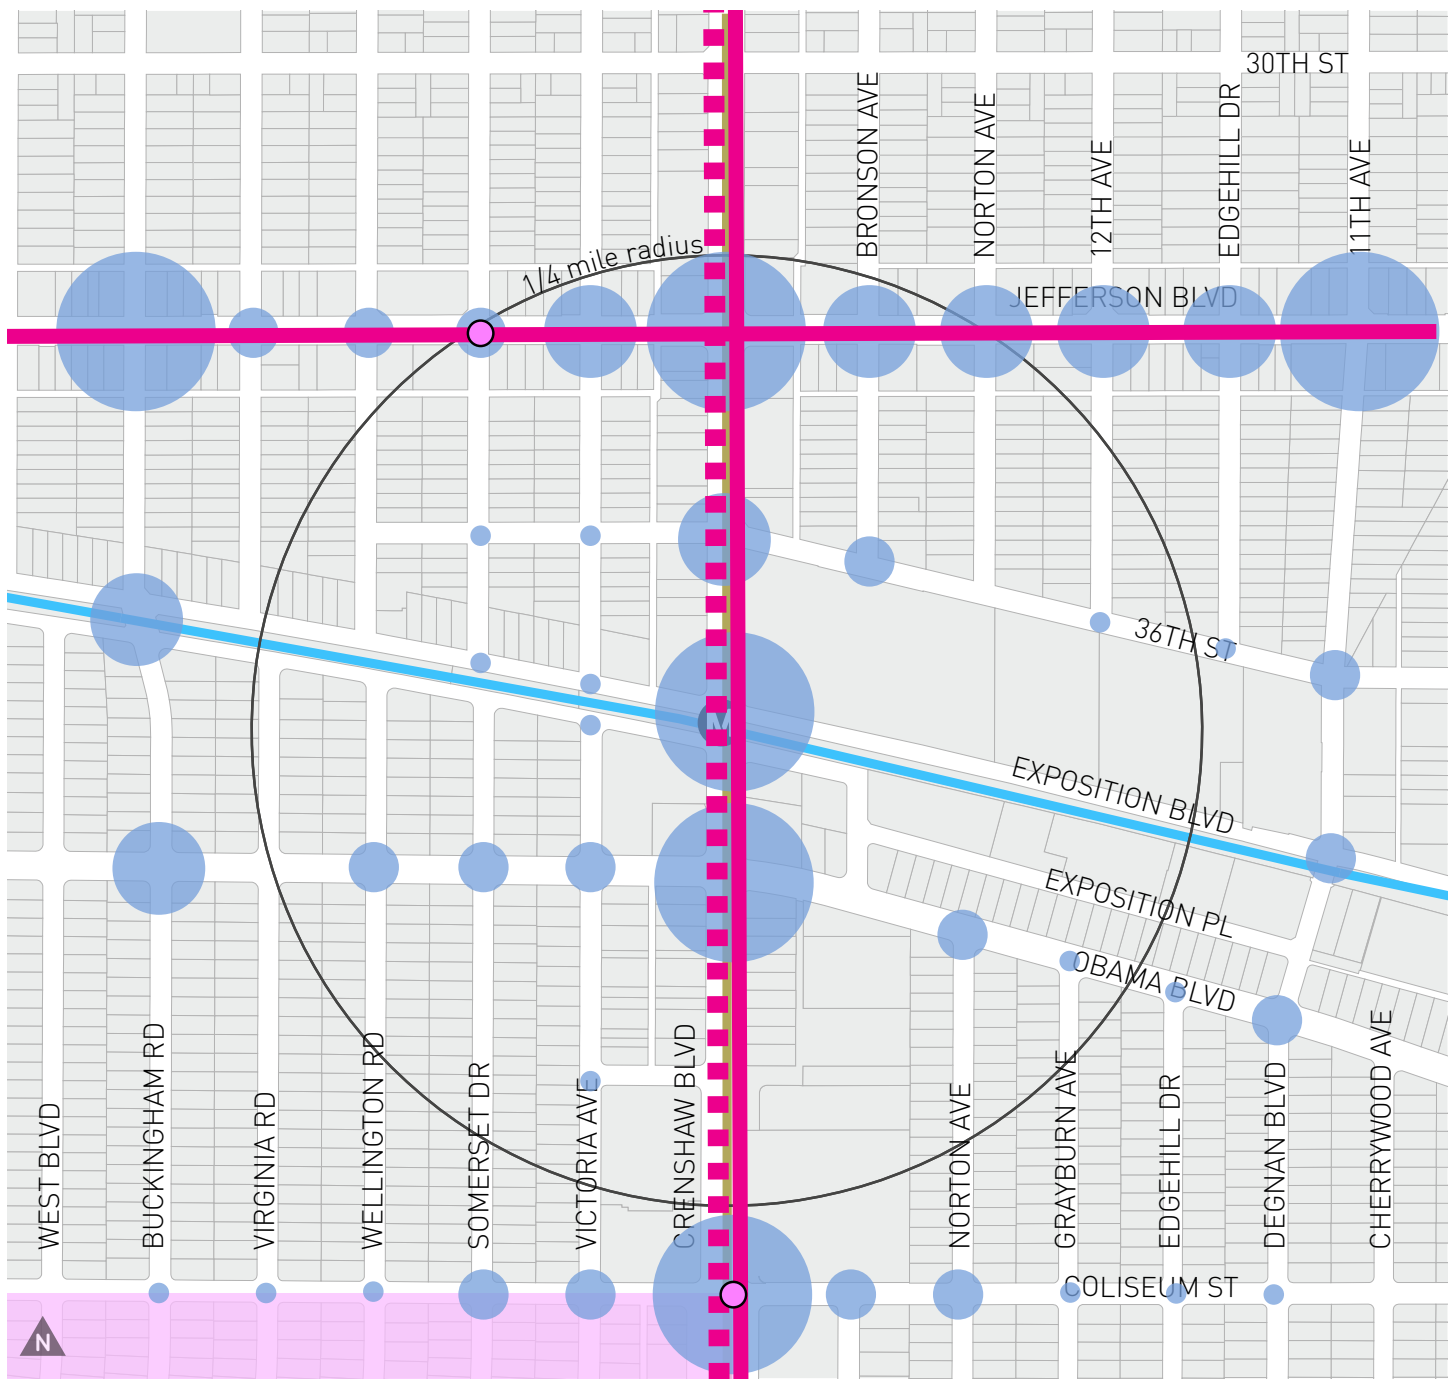 30TH ST
BRONSON AVE
NORTON AVE
12TH AVE
EDGEHILL DR
11TH AVE
1/4 mile radius
JEFFERSON BLVD
36TH ST
M
EXPOSITION BLVD
EXPOSITION PL
OBAMA BLVD
WEST BLVD
BUCKINGHAM RD
VIRGINIA RD
WELLINGTON RD
SOMERSET DR
VICTORIA AVE
CRENSHAW BLVD
NORTON AVE
GRAYBURN AVE
EDGEHILL DR
DEGNAN BLVD
CHERRYWOOD AVE
COLISEUM ST
N